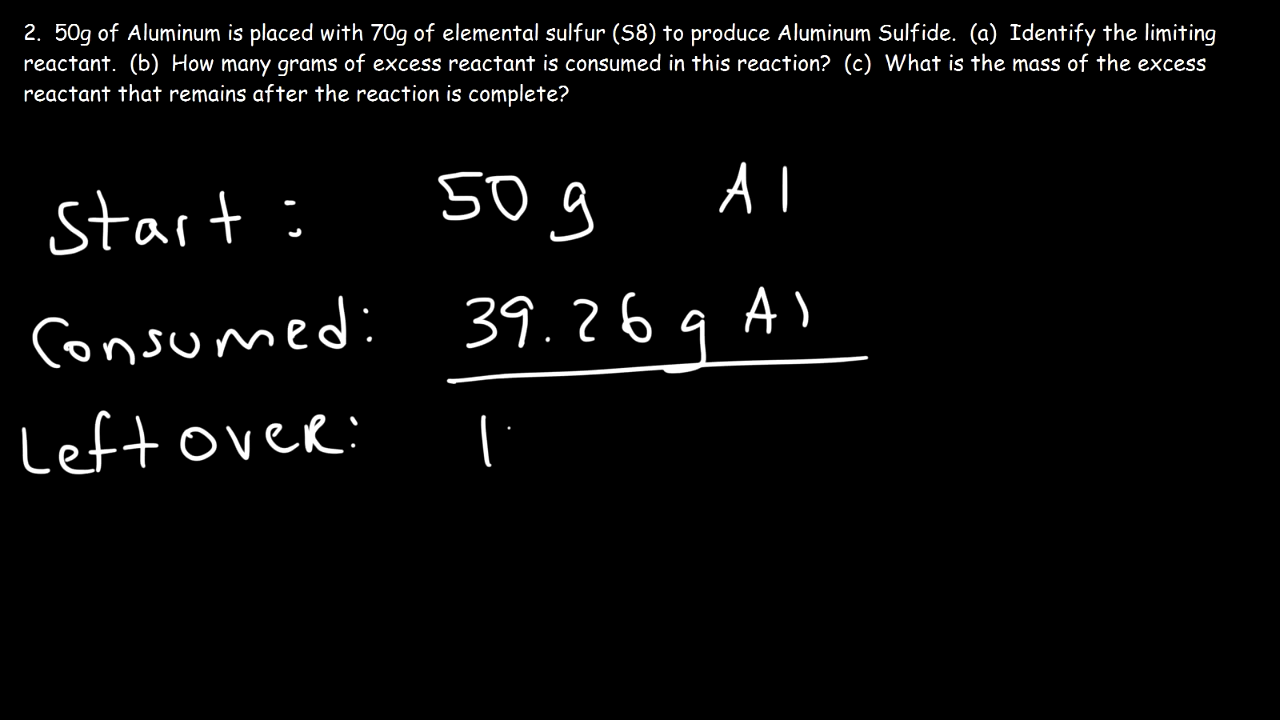 2. 50g of Aluminum is placed with 70g of elemental sulfur (S8) to produce Aluminum Sulfide. (a) Identify the limiting
reactant. (b) How many grams of excess reactant is consumed in this reaction? (c) What is the mass of the excess
reactant that remains after the reaction is complete?
Start: 50 g Al
Consumed: 39.26 g Al
Left over: 1